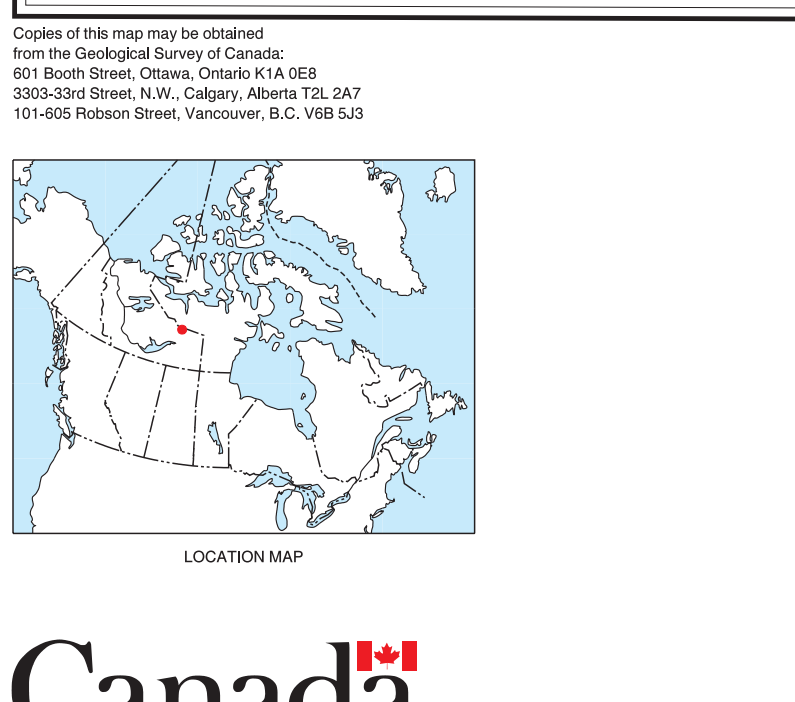 Copies of this map may be obtained
from the Geological Survey of Canada:
601 Booth Street, Ottawa, Ontario K1A 0E8
3303-33rd Street, N.W., Calgary, Alberta T2L 2A7
101-605 Robson Street, Vancouver, B.C. V6B 5J3
LOCATION MAP
Canada